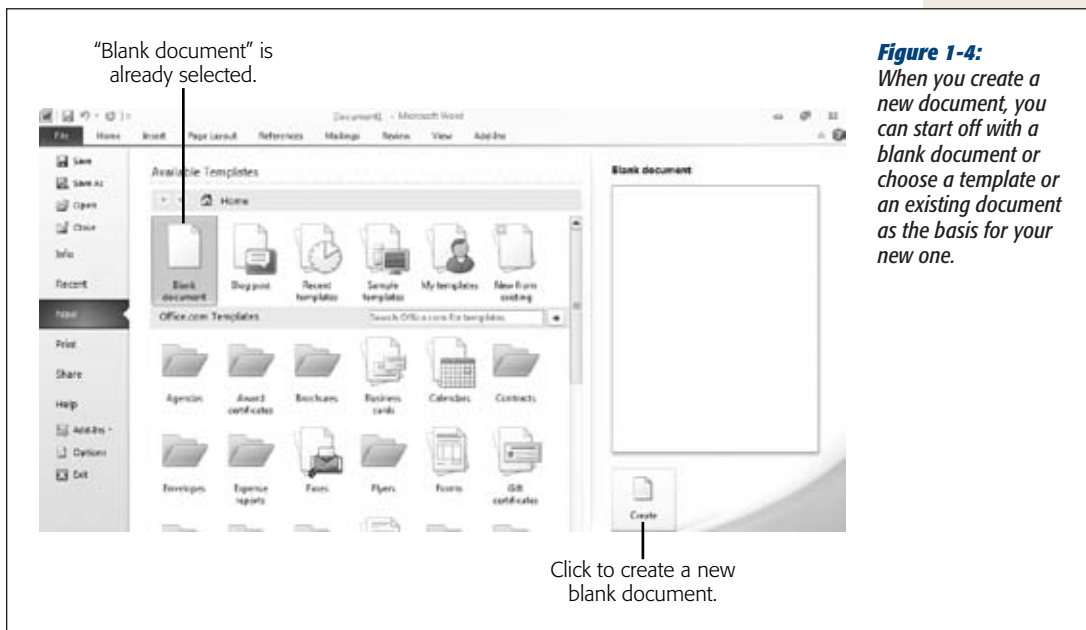 "Blank document" is
already selected.
Document1 - Microsoft Word
File Home Insert Page Layout References Mailings Review View Add-Ins
Save
Save As
Open
Close
Info
Recent
New
Print
Share
Help
Add-Ins
Options
Exit
Available Templates
Home
Blank
document
Blog post
Recent
templates
Sample
templates
My templates
New from
existing
Office.com Templates
Search Office.com for templates
Agendas
Award
certificates
Brochures
Business
cards
Calendars
Contracts
Envelopes
Expense
reports
Faxes
Flyers
Forms
Gift
certificates
Blank document
Create
Click to create a new
blank document.
Figure 1-4:
When you create a
new document, you
can start off with a
blank document or
choose a template or
an existing document
as the basis for your
new one.